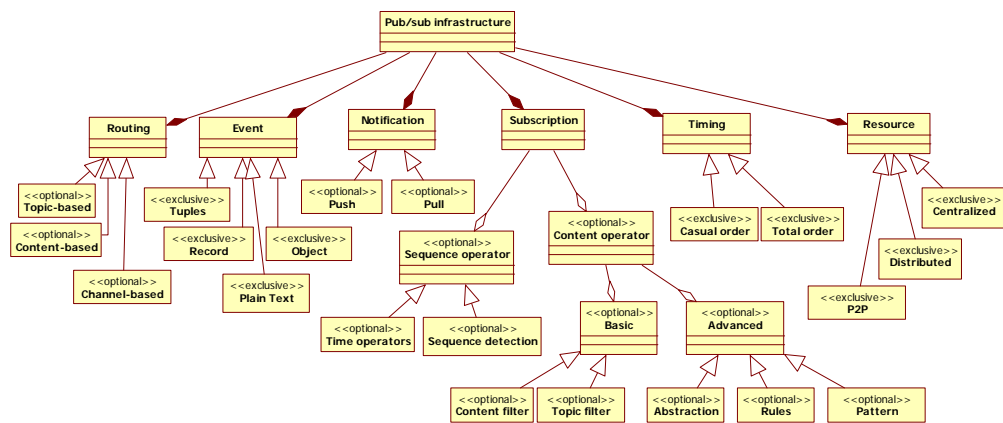 Pub/sub infrastructure
Routing
Event
Notification
Subscription
Timing
Resource
<<optional>>
Topic-based
<<optional>>
Content-based
<<optional>>
Channel-based
<<exclusive>>
Tuples
<<exclusive>>
Record
<<exclusive>>
Object
<<exclusive>>
Plain Text
<<optional>>
Push
<<optional>>
Pull
<<optional>>
Sequence operator
<<optional>>
Content operator
<<exclusive>>
Casual order
<<exclusive>>
Total order
<<exclusive>>
Centralized
<<exclusive>>
Distributed
<<exclusive>>
P2P
<<optional>>
Time operators
<<optional>>
Sequence detection
<<optional>>
Basic
<<optional>>
Advanced
<<optional>>
Content filter
<<optional>>
Topic filter
<<optional>>
Abstraction
<<optional>>
Rules
<<optional>>
Pattern